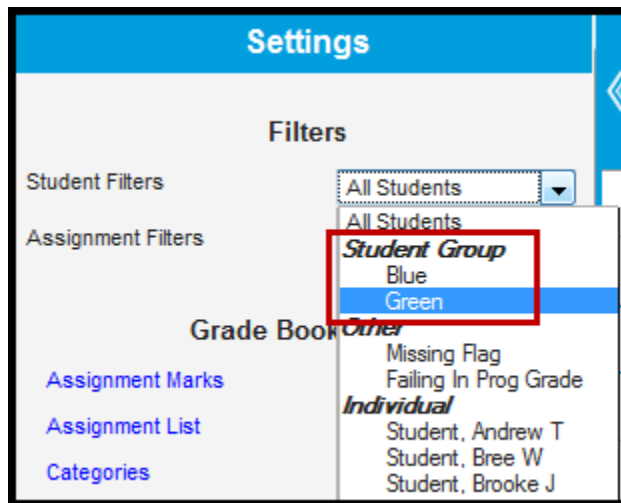 Settings
Filters
Student Filters
All Students
All Students
Assignment Filters
Student Group
Blue
Green
Grade Book
Other
Missing Flag
Assignment Marks
Failing In Prog Grade
Individual
Assignment List
Student, Andrew T
Student, Bree W
Categories
Student, Brooke J